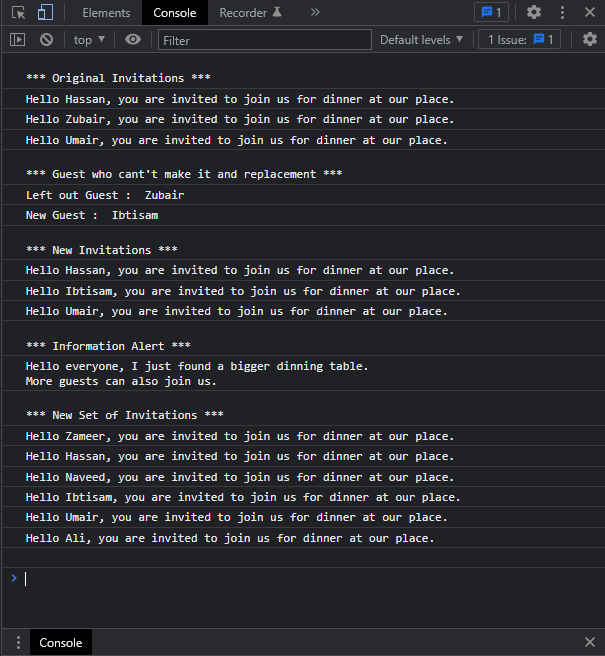 Elements Console Recorder 1
top Filter Default levels 1 Issue: 1
*** Original Invitations ***
Hello Hassan, you are invited to join us for dinner at our place.
Hello Zubair, you are invited to join us for dinner at our place.
Hello Umair, you are invited to join us for dinner at our place.
*** Guest who cant't make it and replacement ***
Left out Guest :  Zubair
New Guest :  Ibtisam
*** New Invitations ***
Hello Hassan, you are invited to join us for dinner at our place.
Hello Ibtisam, you are invited to join us for dinner at our place.
Hello Umair, you are invited to join us for dinner at our place.
*** Information Alert ***
Hello everyone, I just found a bigger dinning table.
More guests can also join us.
*** New Set of Invitations ***
Hello Zameer, you are invited to join us for dinner at our place.
Hello Hassan, you are invited to join us for dinner at our place.
Hello Naveed, you are invited to join us for dinner at our place.
Hello Ibtisam, you are invited to join us for dinner at our place.
Hello Umair, you are invited to join us for dinner at our place.
Hello Ali, you are invited to join us for dinner at our place.
Console